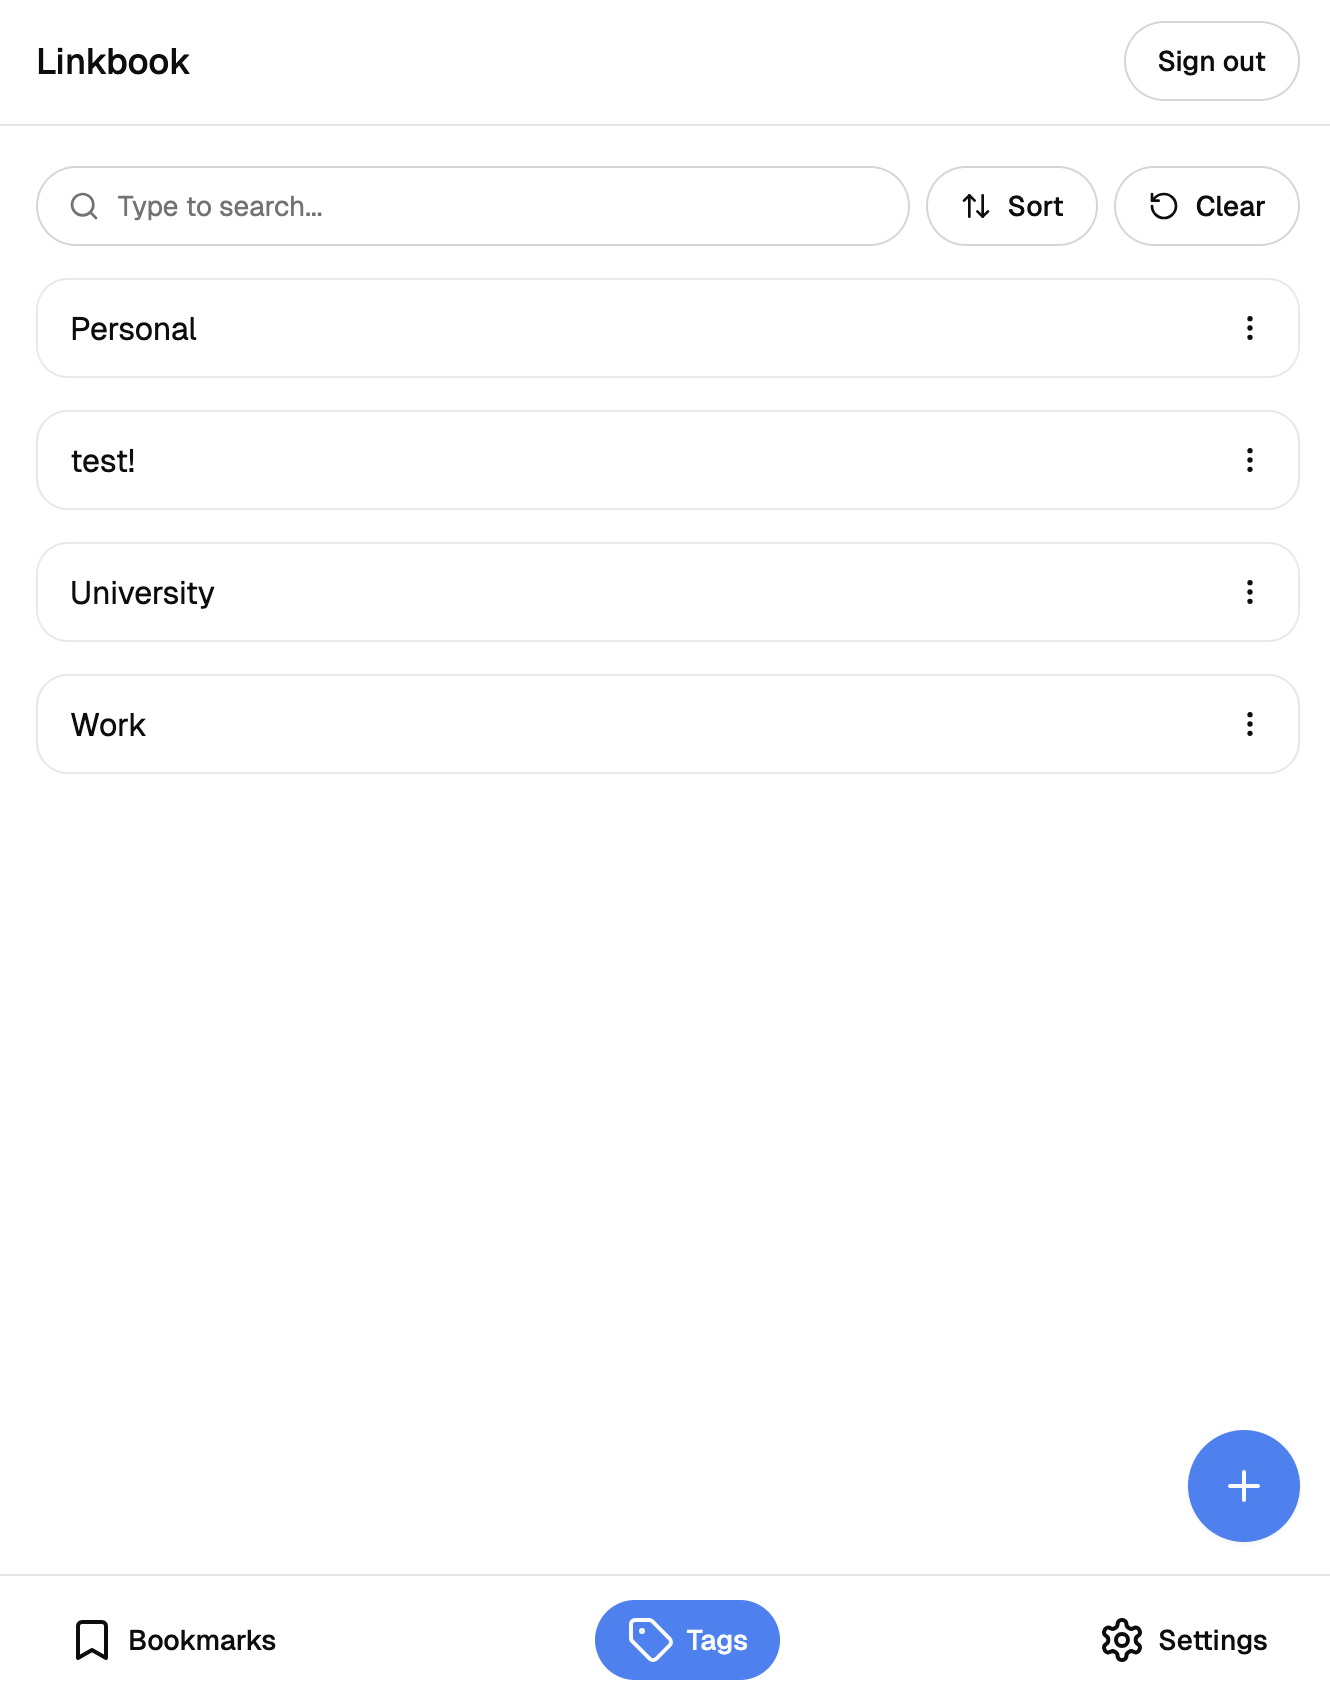 Linkbook
Sign out
Type to search...
Sort
Clear
Personal
test!
University
Work
Bookmarks
Tags
Settings